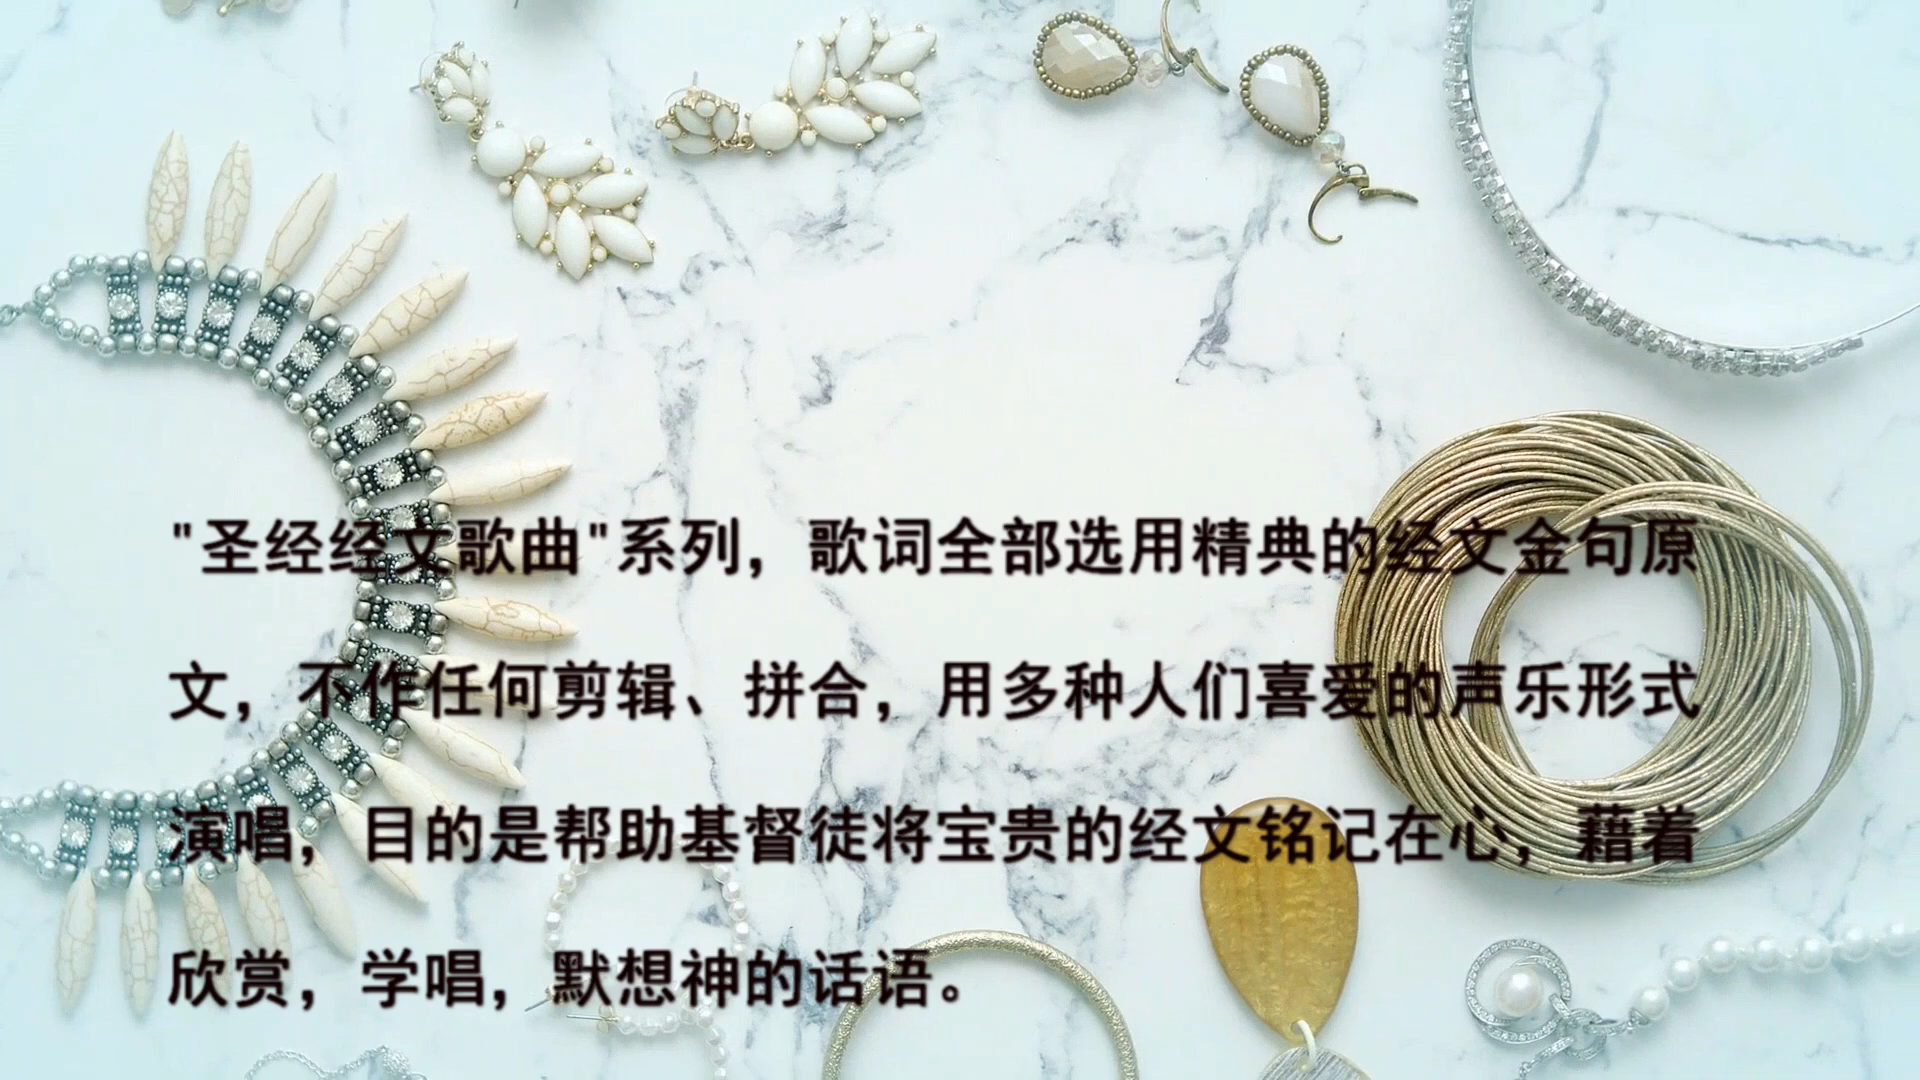 "圣经经文歌曲"系列，歌词全部选用精典的经文金句原
文，不作任何剪辑、拼合，用多种人们喜爱的声乐形式
演唱，目的是帮助基督徒将宝贵的经文铭记在心，藉着
欣赏，学唱，默想神的话语。